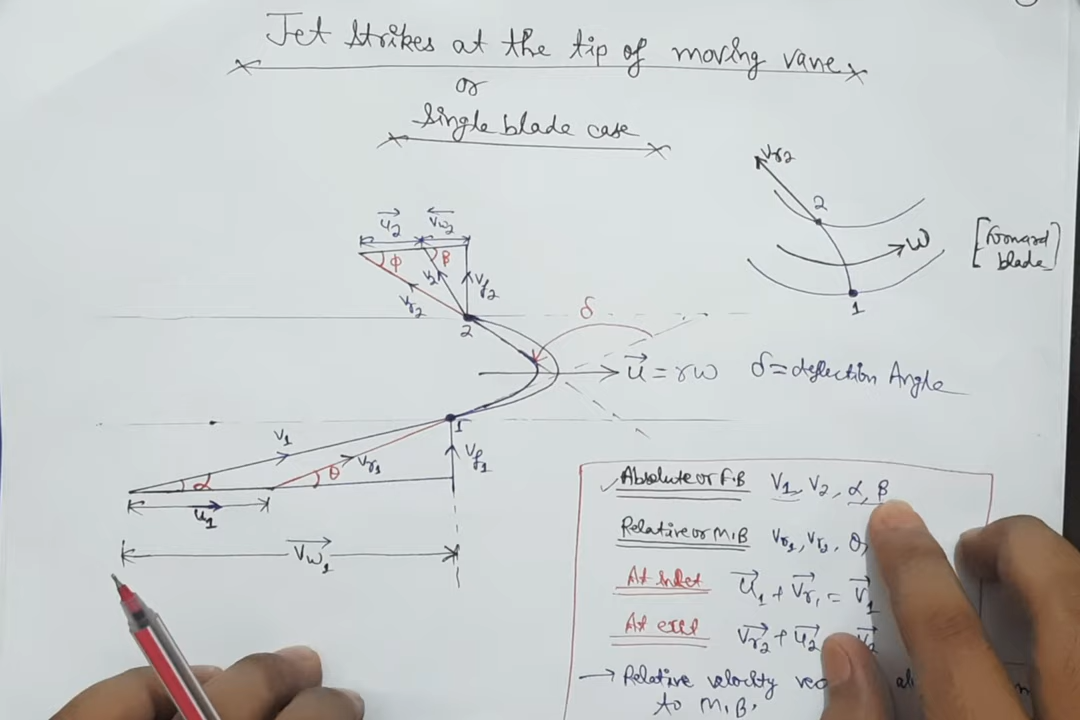 Jet strikes at the tip of moving vane
or
Single blade case
Vr2
2
ω
[Forward
blade]
1
u2 Vw2
ϕ β
V2
Vr2
Vf2
2
δ
u = rω
δ = deflection Angle
1
V1
Vr1
Vf1
α
θ
u1
Vw1
Absolute or F.B V1, V2, α, β
Relative or M.B Vr1, Vr2, θ,
At inlet u1 + Vr1 = V1
At exit Vr2 + u2
→ Relative velocity
to M.B.